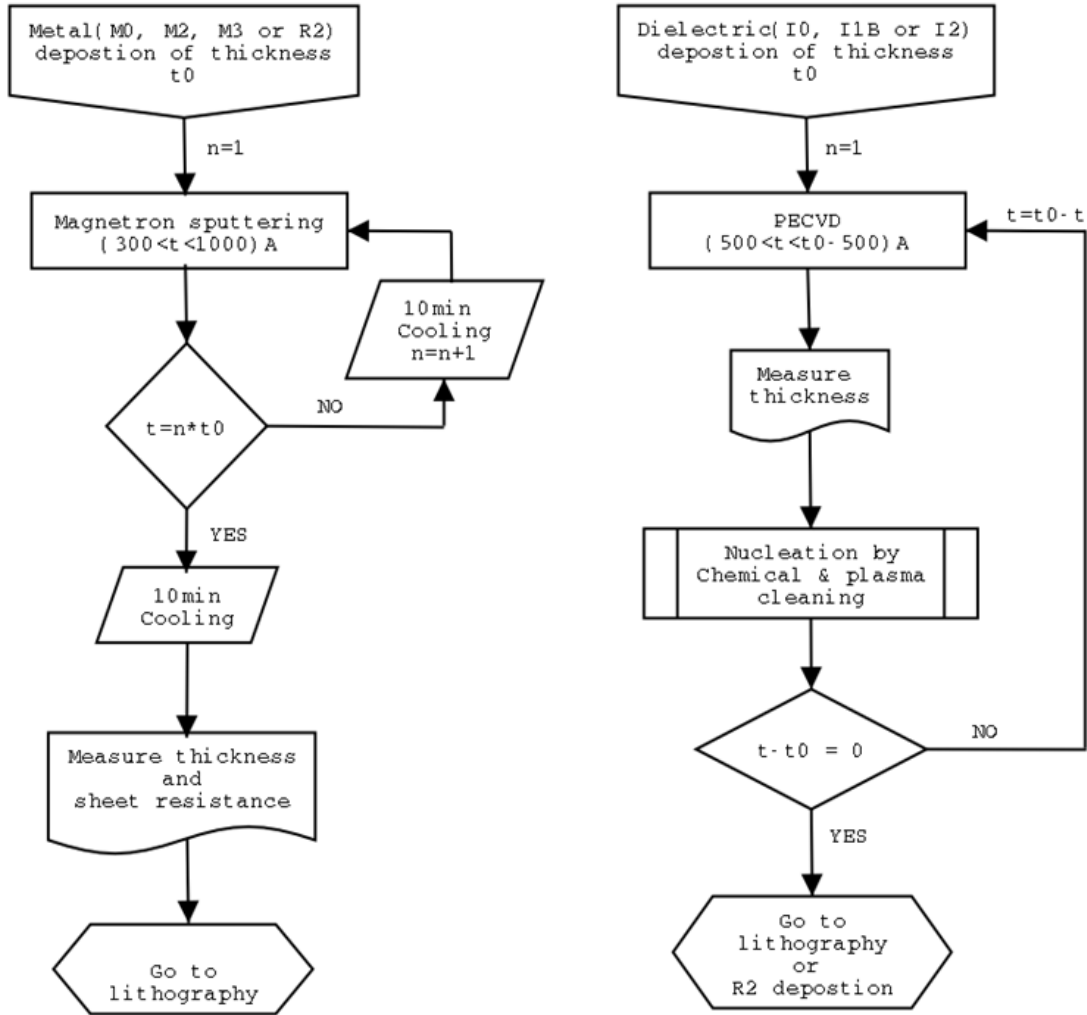 Metal(M0, M2, M3 or R2)
depostion of thickness
t0
n=1
Magnetron sputtering
(300<t<1000)A
10min
Cooling
n=n+1
t=n*t0
NO
YES
10min
Cooling
Measure thickness
and
sheet resistance
Go to
lithography
Dielectric(I0, I1B or I2)
depostion of thickness
t0
n=1
PECVD
(500<t<t0-500)A
t=t0-t
Measure
thickness
Nucleation by
Chemical & plasma
cleaning
t-t0 = 0
NO
YES
Go to
lithography
or
R2 depostion